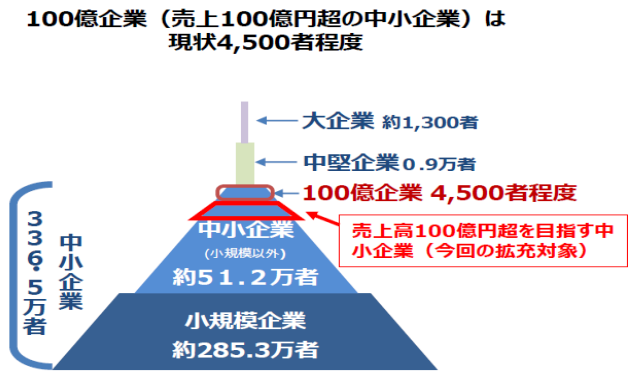 100億企業（売上100億円超の中小企業）は
現状4,500者程度
大企業 約1,300者
中堅企業0.9万者
100億企業 4,500者程度
売上高100億円超を目指す中
小企業（今回の拡充対象）
中小企業
336.5万者
中小企業
(小規模以外)
約51.2万者
小規模企業
約285.3万者